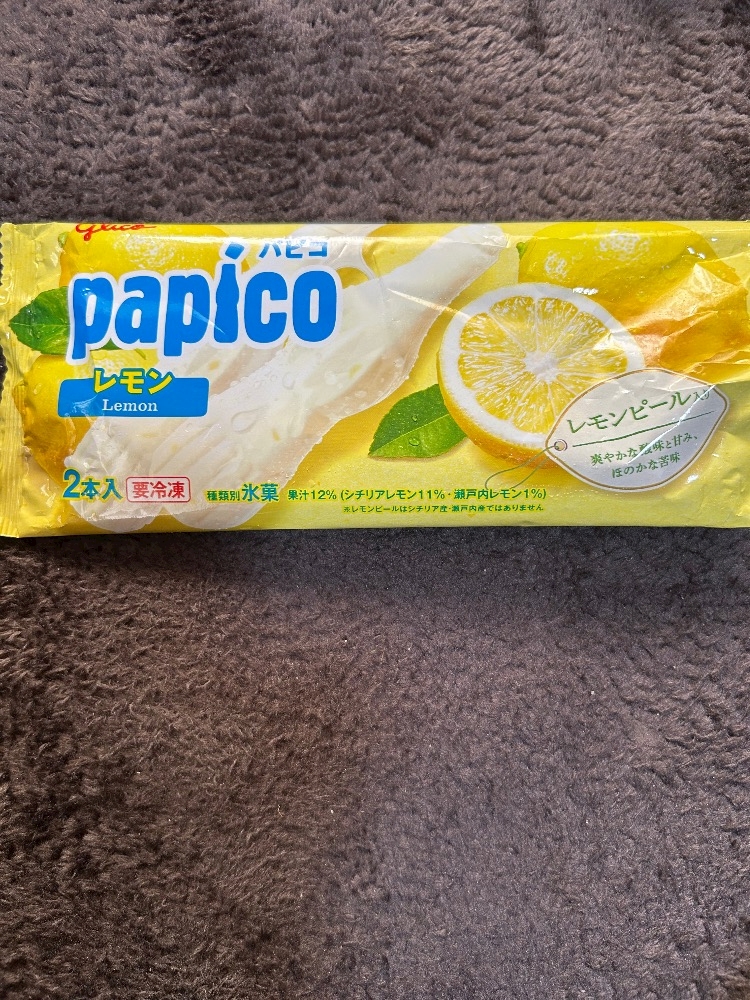 Glico
パピコ
papico
レモン
Lemon
レモンピール入り
爽やかな酸味と甘み、
ほのかな苦味
2本入 要冷凍 種類別氷菓 果汁12% (シチリアレモン11%・瀬戸内レモン1%)
※レモンピールはシチリア産・瀬戸内産ではありません